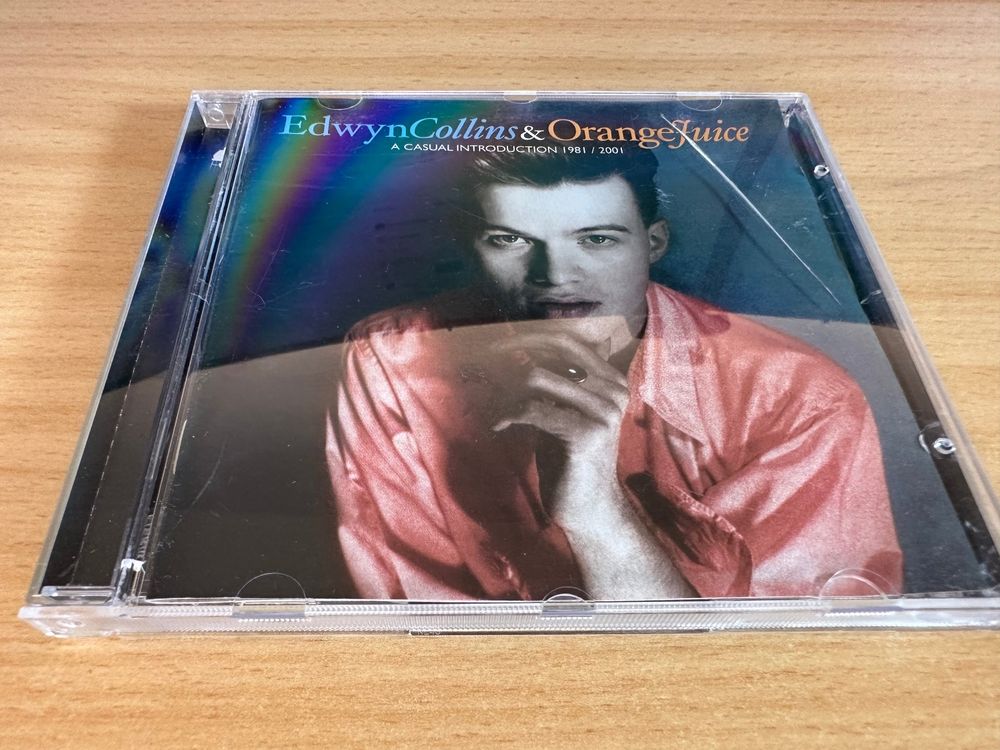 EdwynCollins & OrangeJuice
A CASUAL INTRODUCTION 1981 / 2001